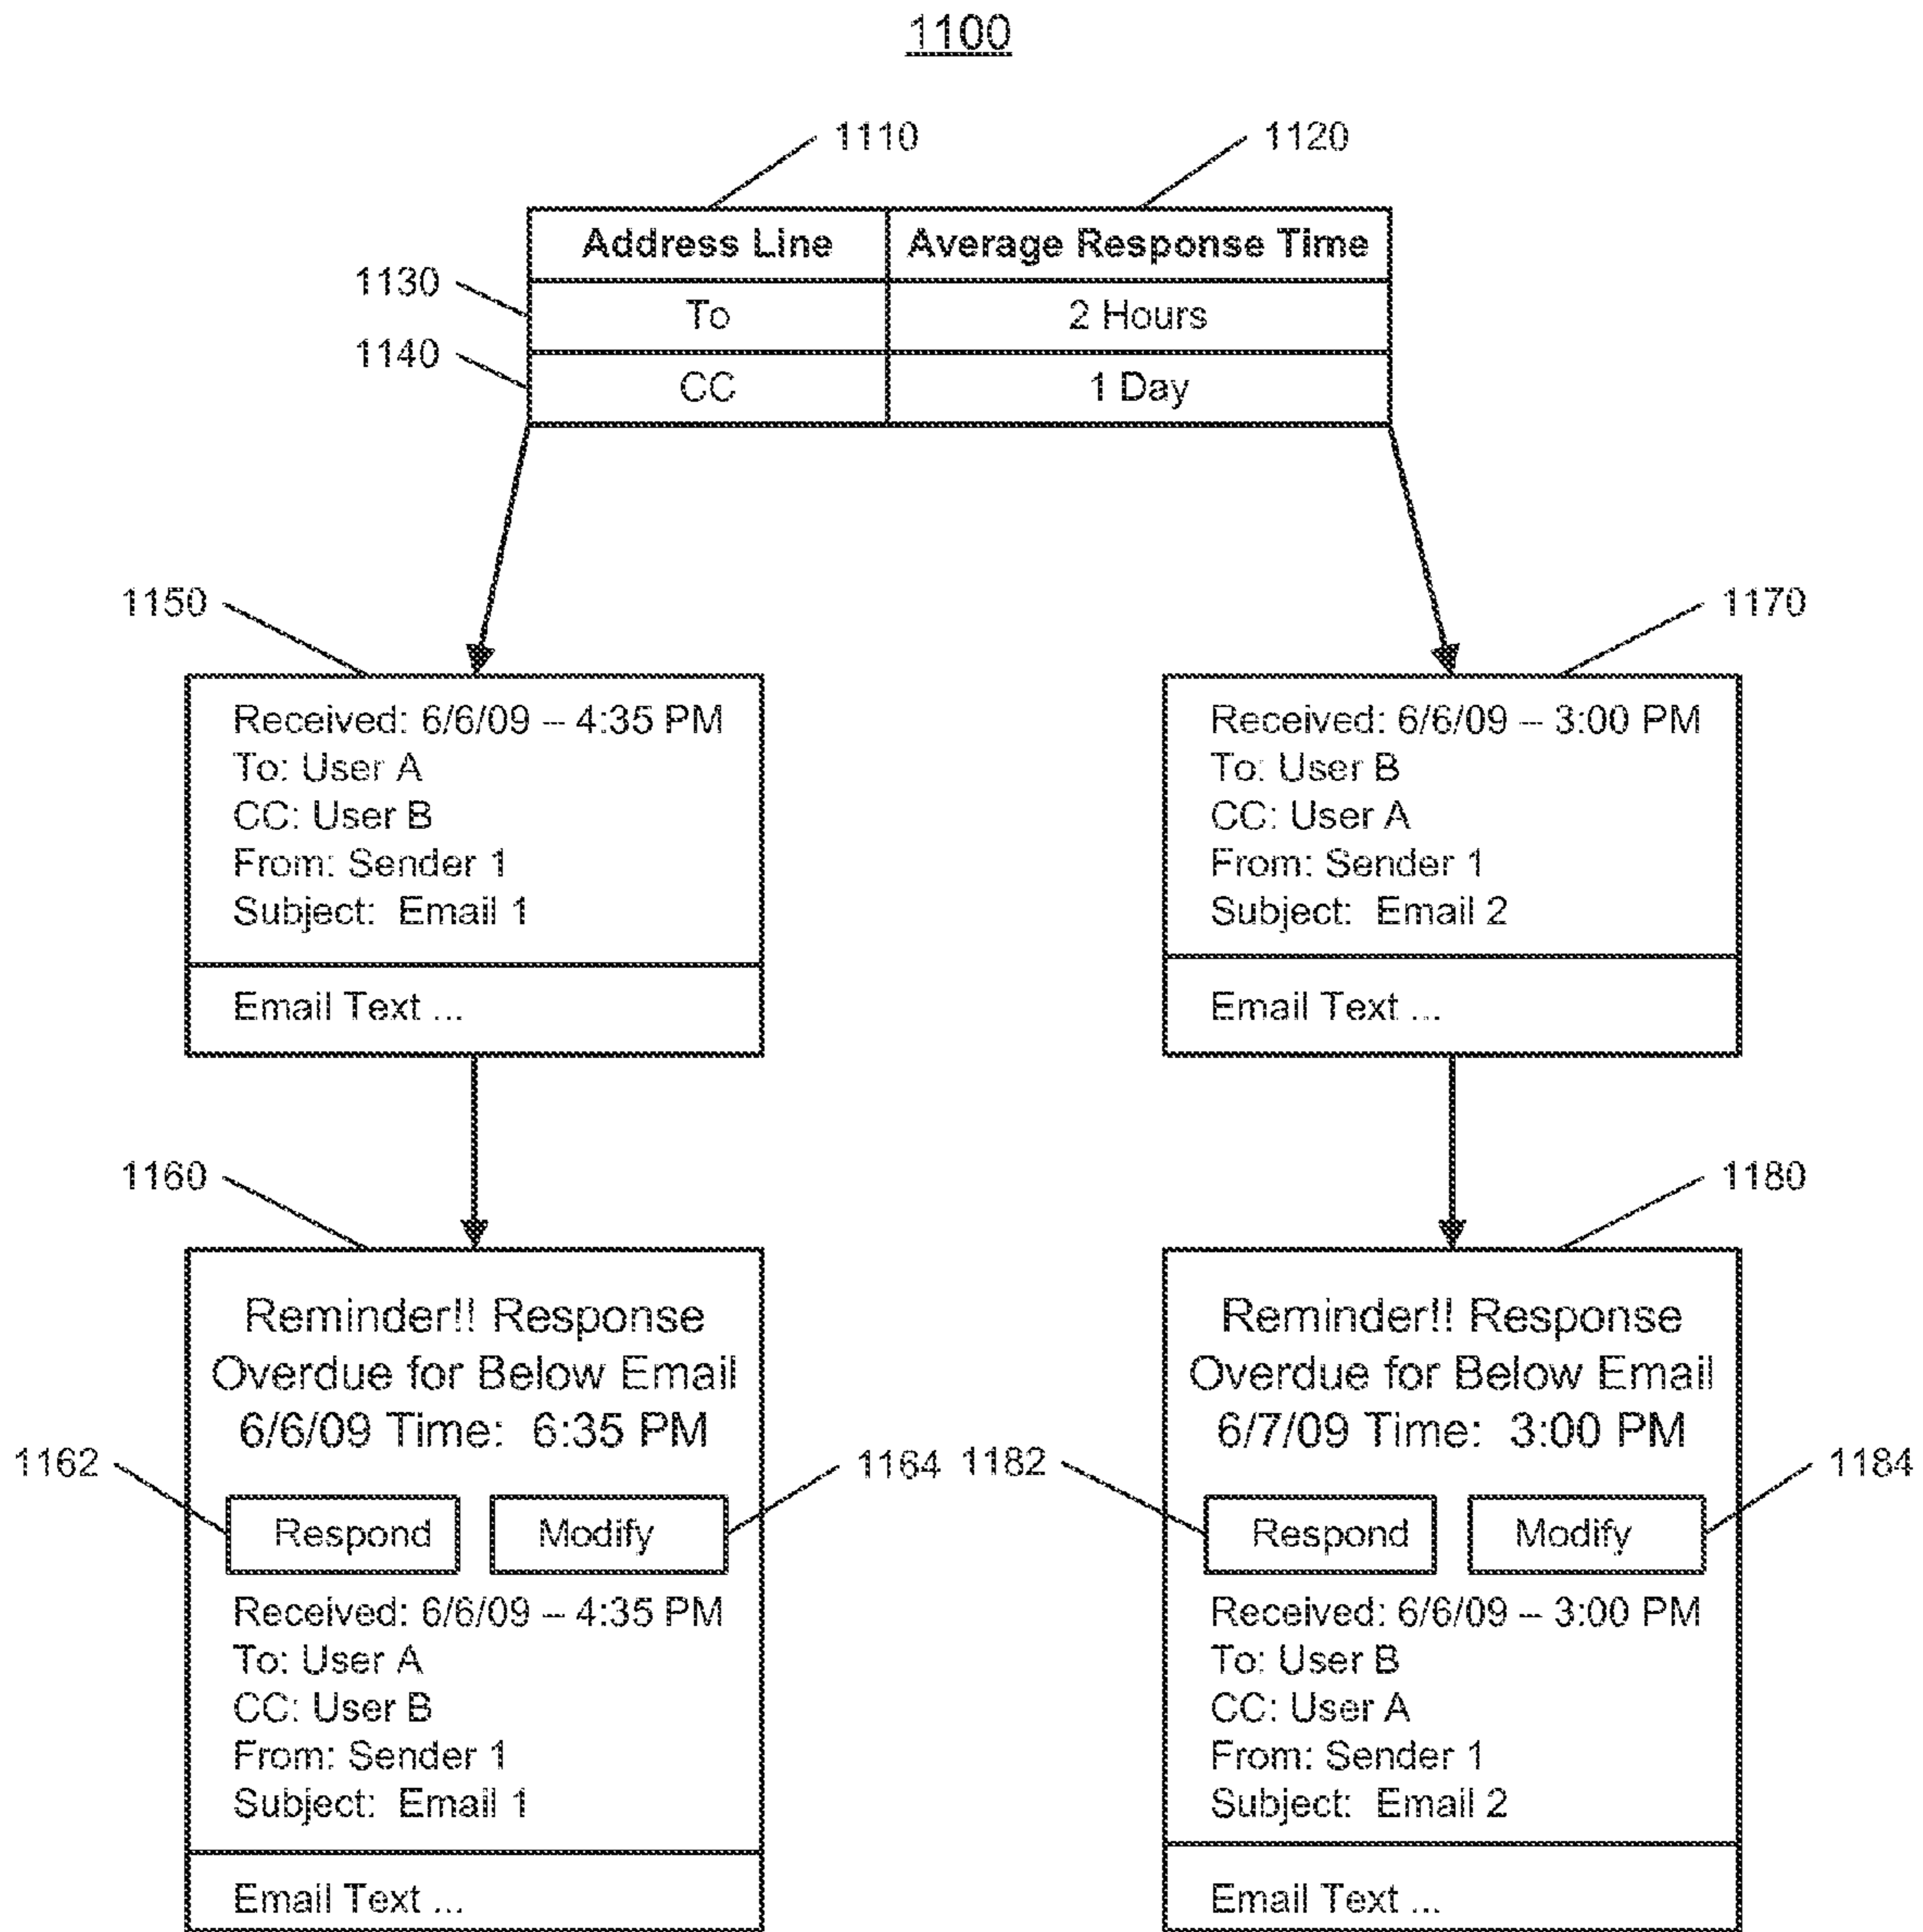 1100
1110
1120
Address Line Average Response Time
1130
To 2 Hours
1140
CC 1 Day
1150
Received: 6/6/09 – 4:35 PM
To: User A
CC: User B
From: Sender 1
Subject: Email 1
Email Text ...
1170
Received: 6/6/09 – 3:00 PM
To: User B
CC: User A
From: Sender 1
Subject: Email 2
Email Text ...
1160
Reminder!! Response
Overdue for Below Email
6/6/09 Time: 6:35 PM
1162
1164
Respond Modify
Received: 6/6/09 – 4:35 PM
To: User A
CC: User B
From: Sender 1
Subject: Email 1
Email Text ...
1180
Reminder!! Response
Overdue for Below Email
6/7/09 Time: 3:00 PM
1182
1184
Respond Modify
Received: 6/6/09 – 3:00 PM
To: User B
CC: User A
From: Sender 1
Subject: Email 2
Email Text ...